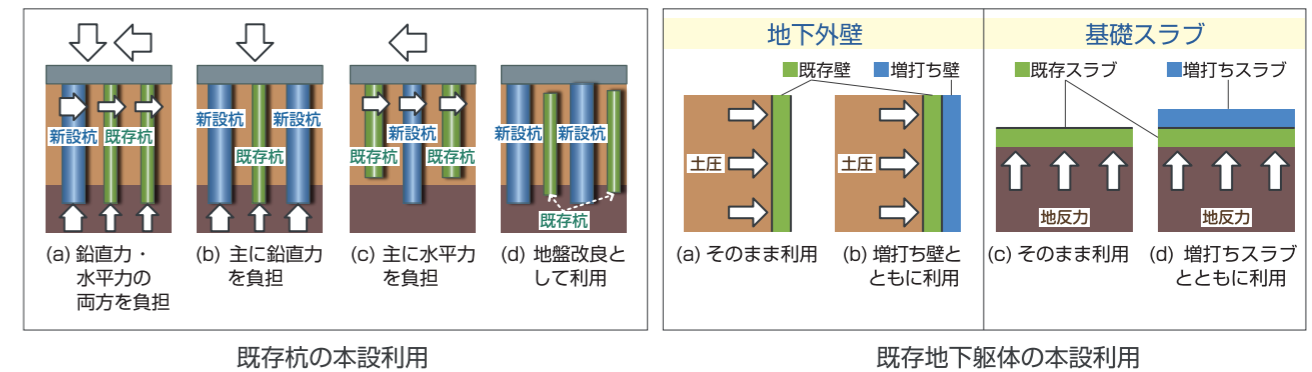 新設杭
既存杭
(a) 鉛直力・
水平力の
両方を負担
新設杭
新設杭
既存杭
(b) 主に鉛直力
を負担
新設杭
既存杭
既存杭
(c) 主に水平力
を負担
新設杭
新設杭
既存杭
(d) 地盤改良と
して利用
既存杭の本設利用
地下外壁
既存壁
増打ち壁
土圧
土圧
(a) そのまま利用
(b) 増打ち壁と
ともに利用
基礎スラブ
既存スラブ
増打ちスラブ
地反力
地反力
(c) そのまま利用
(d) 増打ちスラブ
とともに利用
既存地下躯体の本設利用